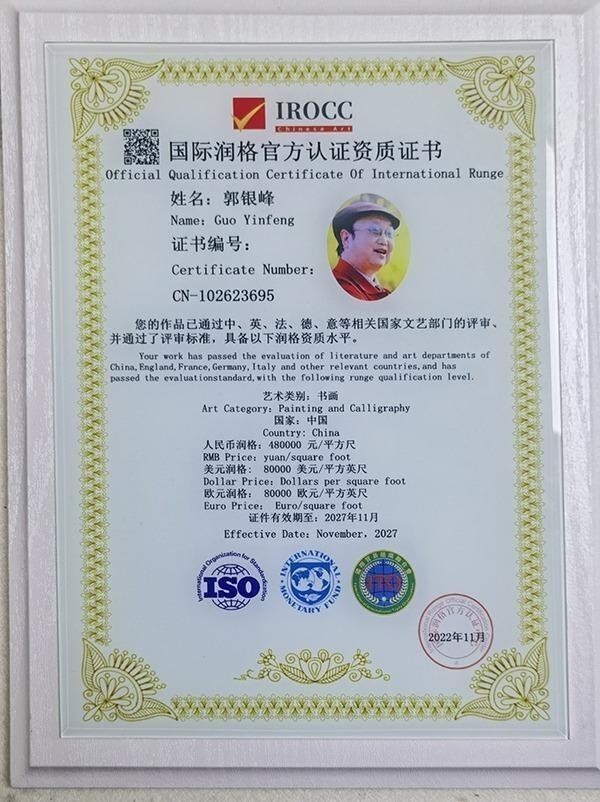 IROCC
Chinese Art
国际润格官方认证资质证书
Official Qualification Certificate Of International Runge
姓名：郭银峰
Name: Guo Yinfeng
证书编号：
Certificate Number:
CN-102623695
您的作品已通过中、英、法、德、意等相关国家文艺部门的评审、
并通过了评审标准，具备以下润格资质水平。
Your work has passed the evaluation of literature and art departments of
China, England, France, Germany, Italy and other relevant countries, and has
passed the evaluationstandard, with the following runge qualification level.
艺术类别：书画
Art Category: Painting and Calligraphy
国家：中国
Country: China
人民币润格：480000 元/平方尺
RMB Price: yuan/square foot
美元润格：80000 美元/平方英尺
Dollar Price: Dollars per square foot
欧元润格：80000 欧元/平方英尺
Euro Price: Euro/square foot
证件有效期至：2027年11月
Effective Date: November, 2027
International Organization for Standardization
ISO
INTERNATIONAL
MONETARY FUND
2022年11月